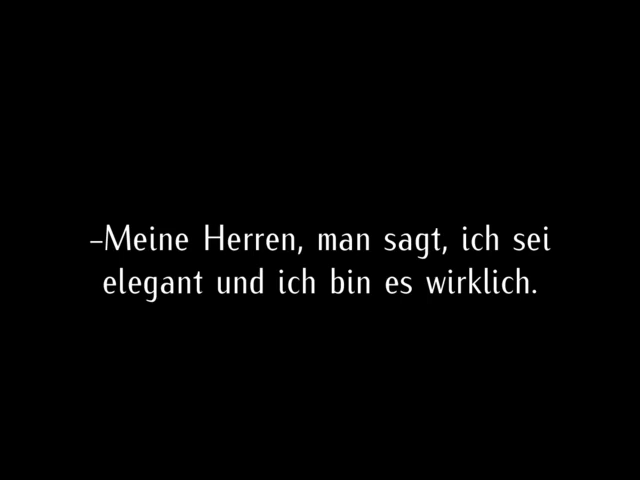 –Meine Herren, man sagt, ich sei
elegant und ich bin es wirklich.